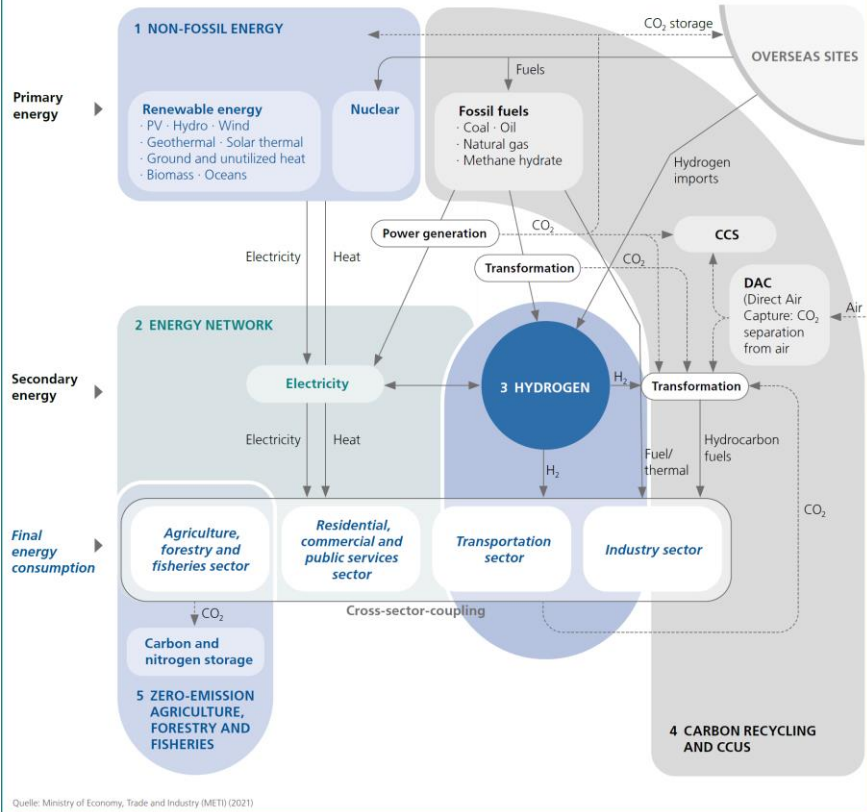 1 NON-FOSSIL ENERGY
CO₂ storage
OVERSEAS SITES
Fuels
Primary
energy
Renewable energy
· PV · Hydro · Wind
· Geothermal · Solar thermal
· Ground and unutilized heat
· Biomass · Oceans
Nuclear
Fossil fuels
· Coal · Oil
· Natural gas
· Methane hydrate
Hydrogen
imports
Power generation
CO₂
CCS
Electricity
Heat
Transformation
CO₂
DAC
(Direct Air
Capture: CO₂
separation
from air
Air
2 ENERGY NETWORK
Secondary
energy
Electricity
3 HYDROGEN
H₂
Transformation
Electricity
Heat
H₂
Fuel/
thermal
Hydrocarbon
fuels
Final
energy
consumption
Agriculture,
forestry and
fisheries sector
Residential,
commercial and
public services
sector
Transportation
sector
Industry sector
CO₂
Cross-sector-coupling
CO₂
Carbon and
nitrogen storage
5 ZERO-EMISSION
AGRICULTURE,
FORESTRY AND
FISHERIES
4 CARBON RECYCLING
AND CCUS
Quelle: Ministry of Economy, Trade and Industry (METI) (2021)